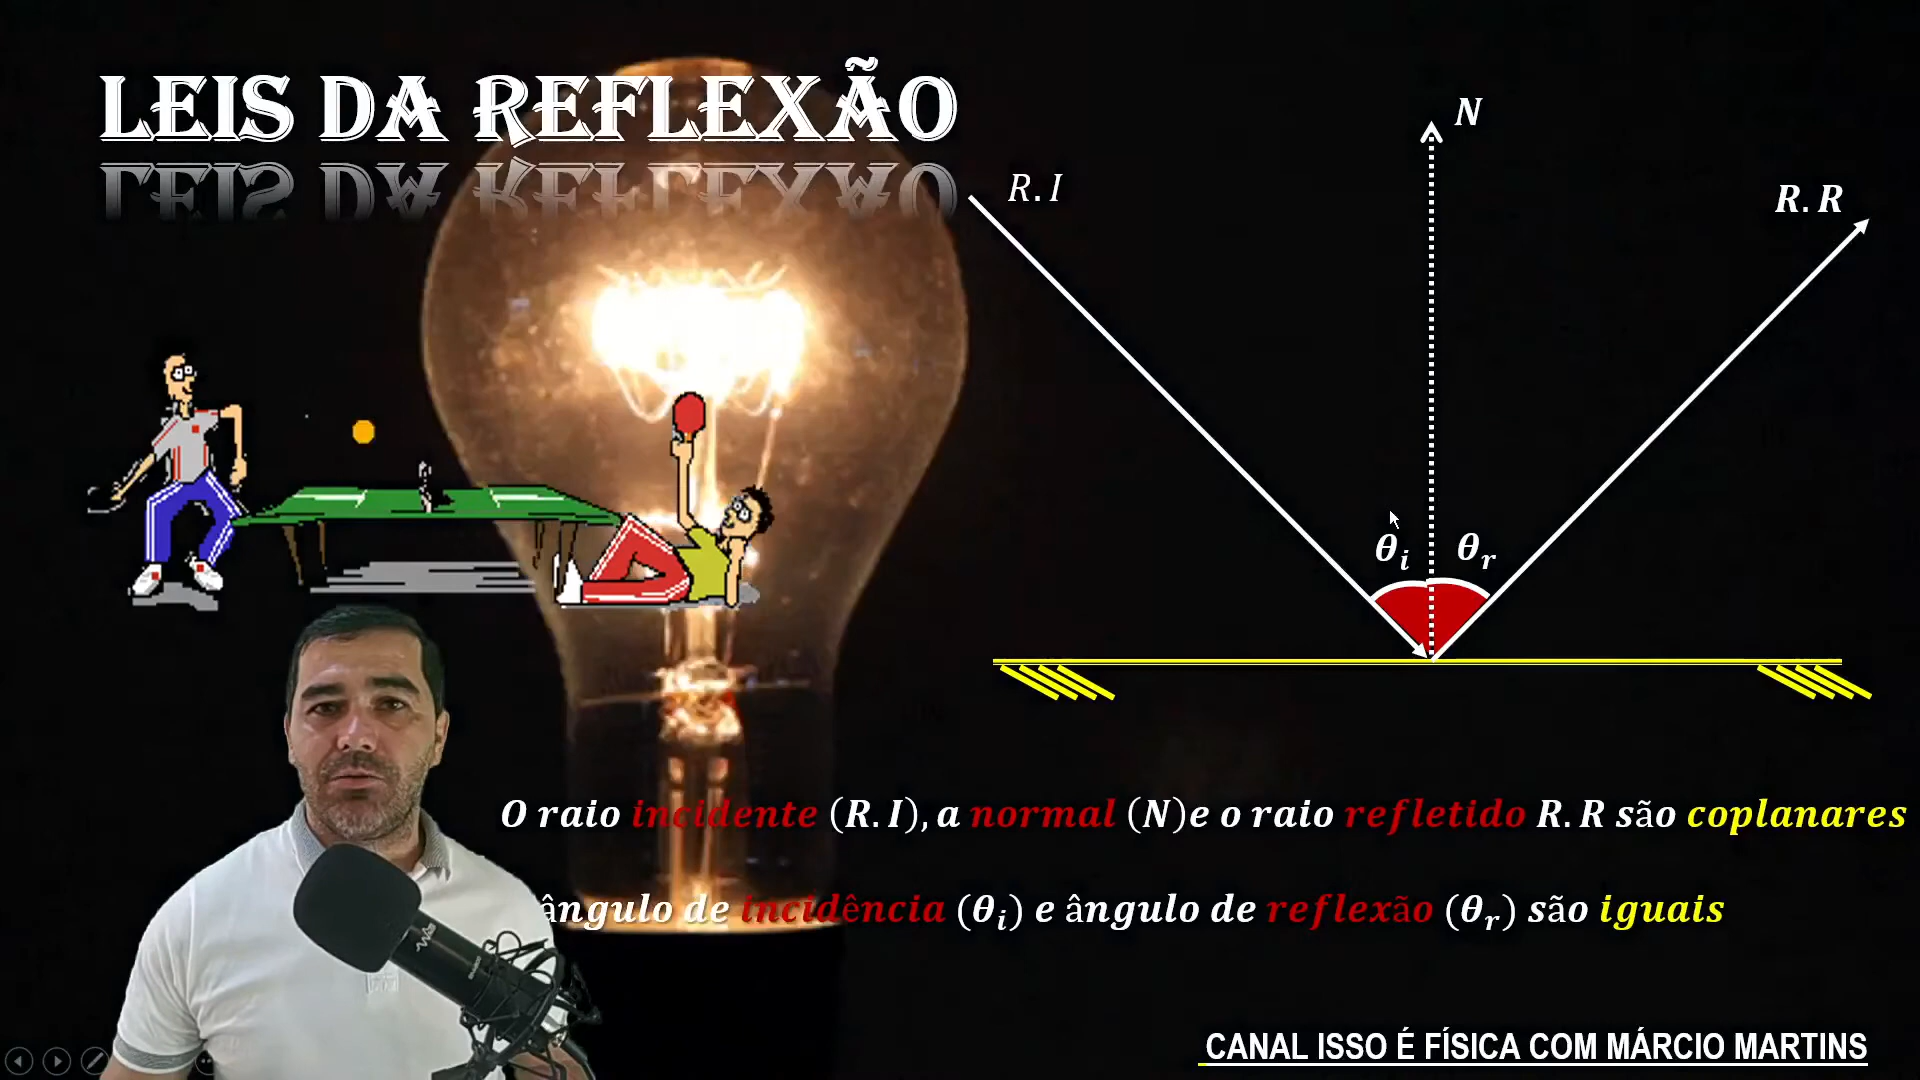 LEIS DA REFLEXÃO
N
R.I
R.R
θi θr
O raio incidente (R.I), a normal (N)e o raio refletido R.R são coplanares
ângulo de incidência (θi) e ângulo de reflexão (θr) são iguais
CANAL ISSO É FÍSICA COM MÁRCIO MARTINS